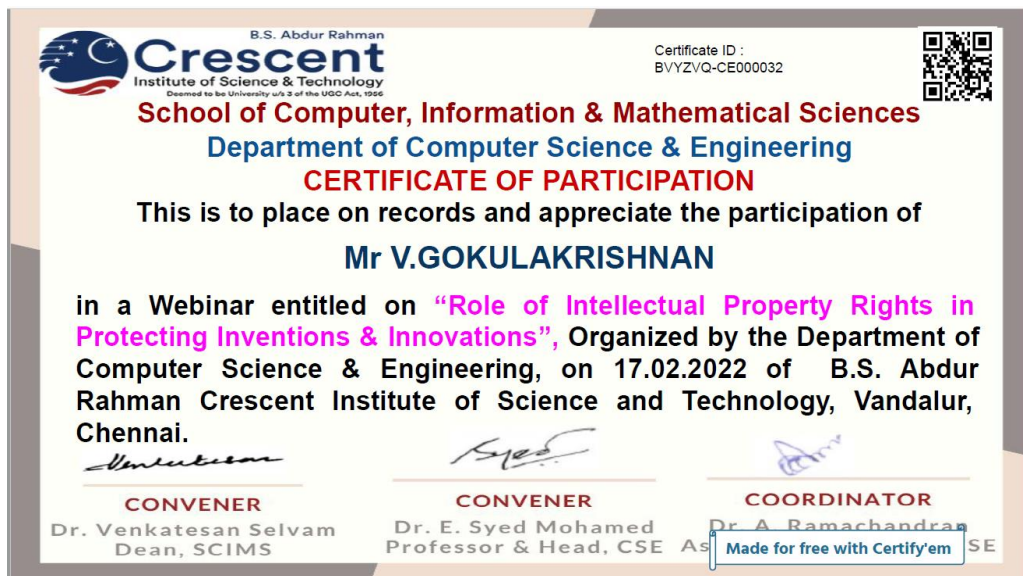 B.S. Abdur Rahman
Crescent
Institute of Science & Technology
Deemed to be University u/s 3 of the UGC Act, 1956
Certificate ID :
BVYZVQ-CE000032
School of Computer, Information & Mathematical Sciences
Department of Computer Science & Engineering
CERTIFICATE OF PARTICIPATION
This is to place on records and appreciate the participation of
Mr V.GOKULAKRISHNAN
in a Webinar entitled on “Role of Intellectual Property Rights in
Protecting Inventions & Innovations”, Organized by the Department of
Computer Science & Engineering, on 17.02.2022 of B.S. Abdur
Rahman Crescent Institute of Science and Technology, Vandalur,
Chennai.
Venkatesan
Syed
CONVENER
Dr. Venkatesan Selvam
Dean, SCIMS
CONVENER
Dr. E. Syed Mohamed
Professor & Head, CSE
COORDINATOR
Dr. A. Ramachandran
Made for free with Certify'em